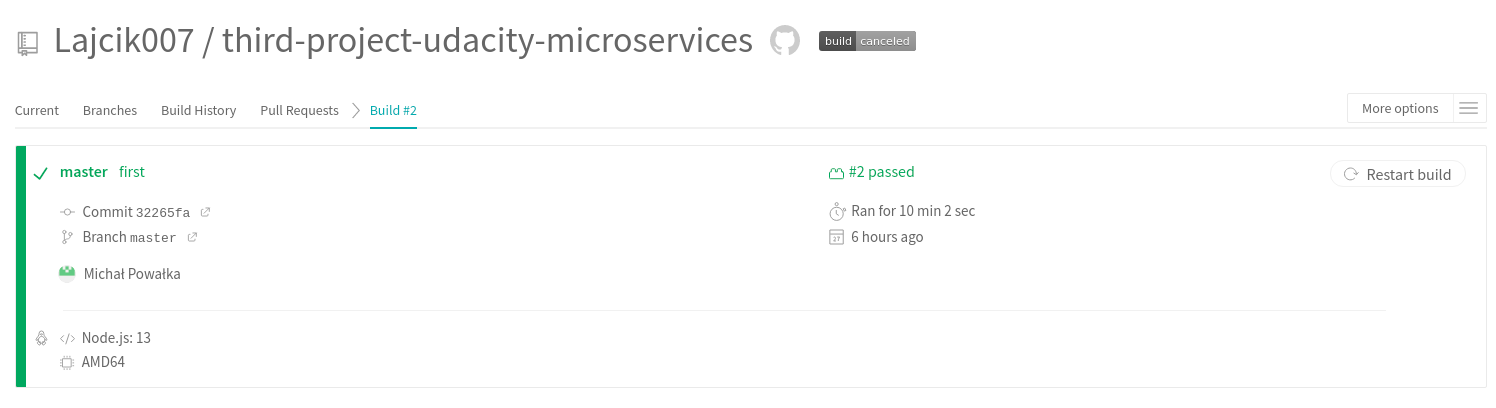 Lajcik007 / third-project-udacity-microservices build canceled
Current Branches Build History Pull Requests Build #2 More options
master first #2 passed Restart build
Commit 32265fa Ran for 10 min 2 sec
Branch master 27 6 hours ago
Michał Powałka
</> Node.js: 13
AMD64